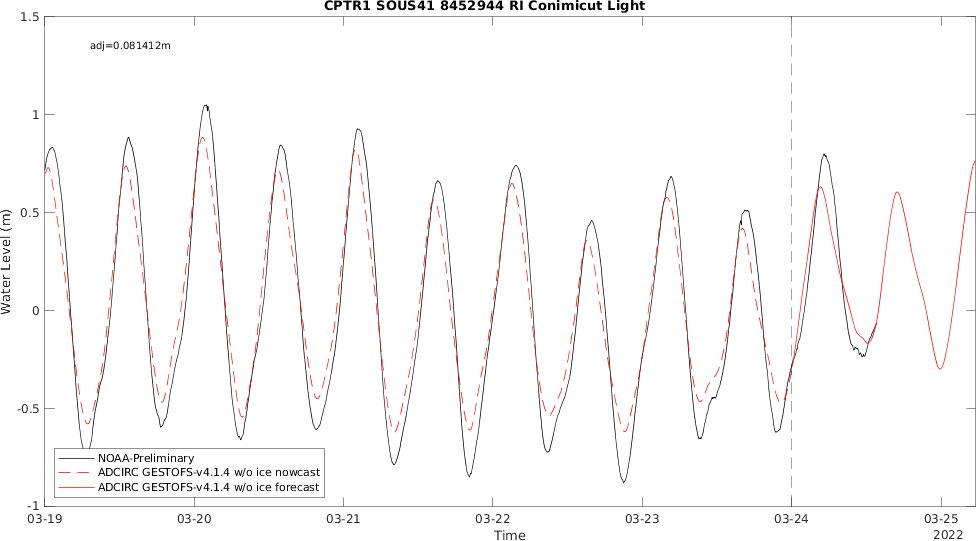 CPTR1 SOUS41 8452944 RI Conimicut Light
adj=0.081412m
1.5
1
0.5
0
-0.5
-1
Water Level (m)
NOAA-Preliminary
ADCIRC GESTOFS-v4.1.4 w/o ice nowcast
ADCIRC GESTOFS-v4.1.4 w/o ice forecast
03-19
03-20
03-21
03-22
03-23
03-24
03-25
Time
2022